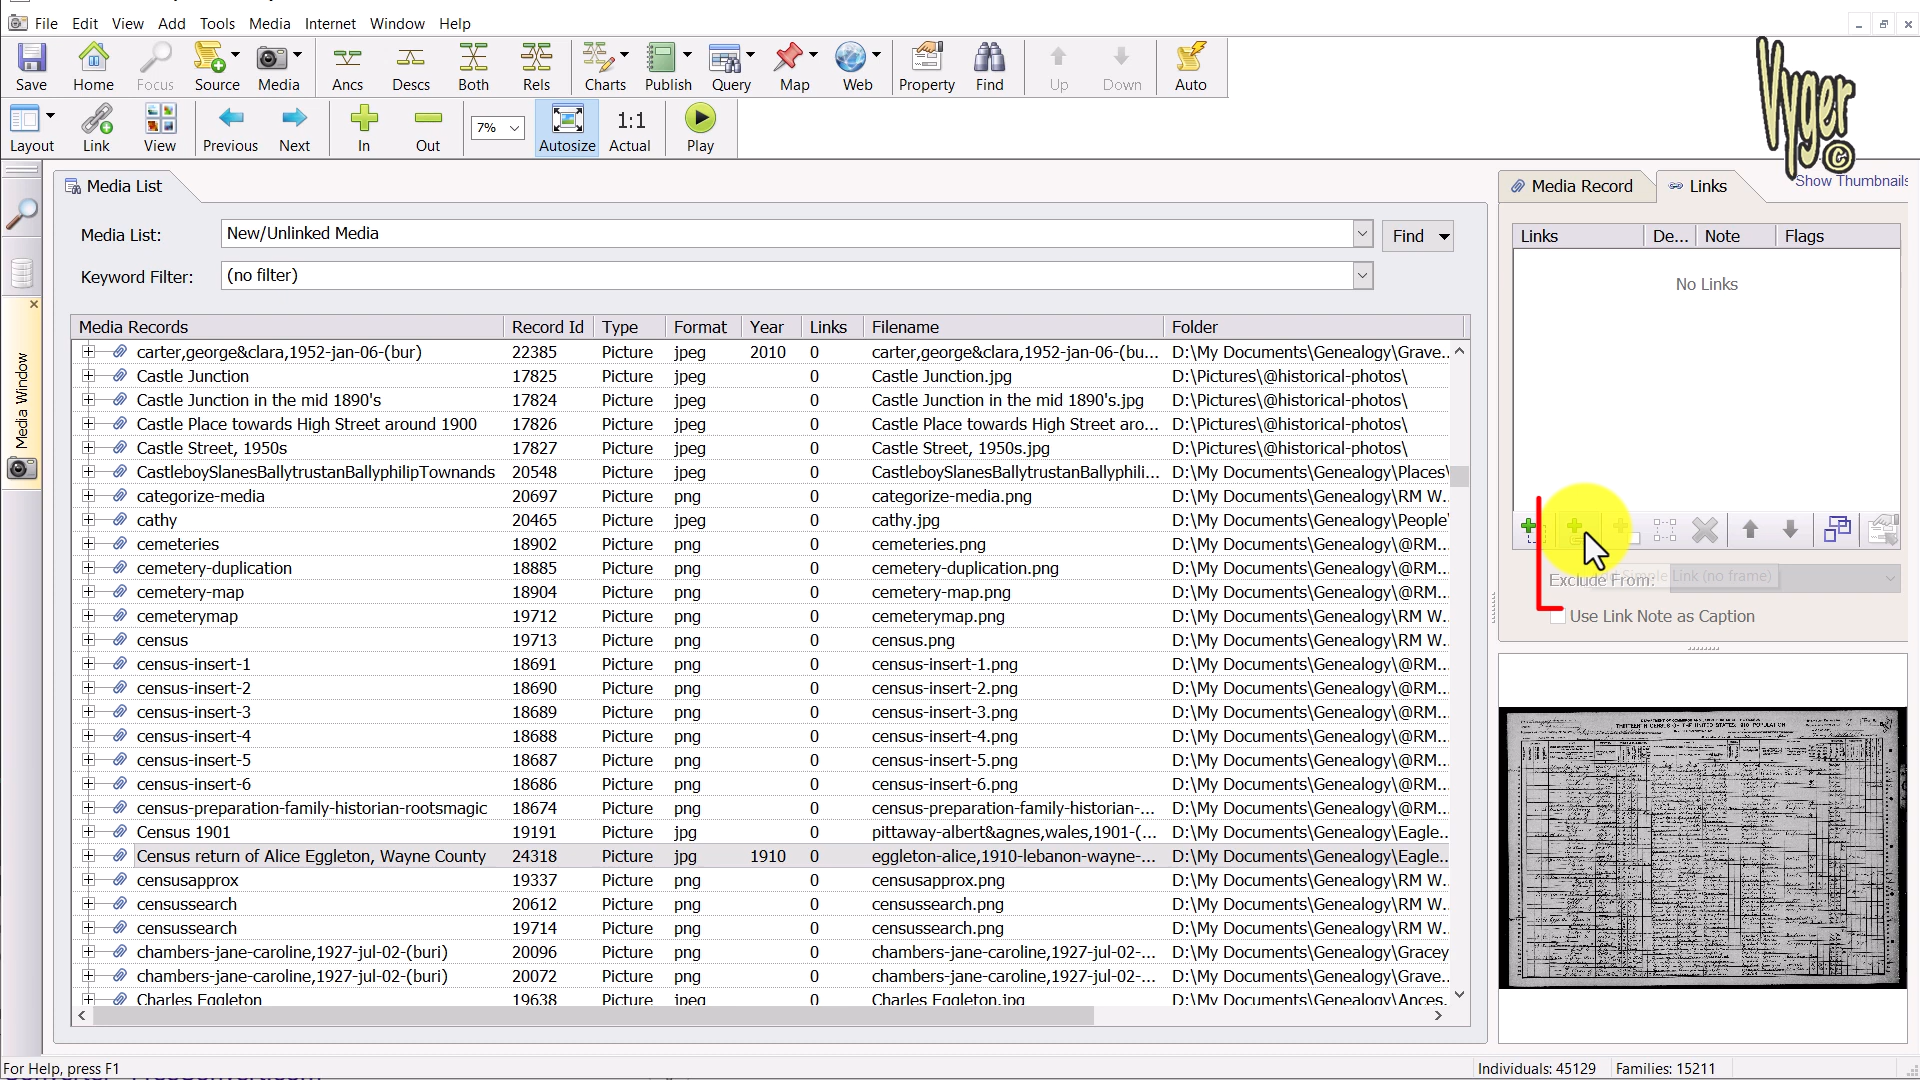 File Edit View Add Tools Media Internet Window Help
Save Home Focus Source Media Ancs Descs Both Rels Charts Publish Query Map Web Property Find Up Down Auto
Vyger ©
7% 1:1
Layout Link View Previous Next In Out Autosize Actual Play
Media List
Media Record Links Show Thumbnails
Media List: New/Unlinked Media Find
Keyword Filter: (no filter)
Links De... Note Flags
No Links
Media Window
Media Records Record Id Type Format Year Links Filename Folder
carter,george&clara,1952-jan-06-(bur) 22385 Picture jpeg 2010 0 carter,george&clara,1952-jan-06-(bu... D:\My Documents\Genealogy\Grave...
Castle Junction 17825 Picture jpeg 0 Castle Junction.jpg D:\Pictures\@historical-photos\
Castle Junction in the mid 1890's 17824 Picture jpeg 0 Castle Junction in the mid 1890's.jpg D:\Pictures\@historical-photos\
Castle Place towards High Street around 1900 17826 Picture jpeg 0 Castle Place towards High Street aro... D:\Pictures\@historical-photos\
Castle Street, 1950s 17827 Picture jpeg 0 Castle Street, 1950s.jpg D:\Pictures\@historical-photos\
CastleboySlanesBallytrustanBallyphilipTownands 20548 Picture jpeg 0 CastleboySlanesBallytrustanBallyphili... D:\My Documents\Genealogy\Places\
categorize-media 20697 Picture png 0 categorize-media.png D:\My Documents\Genealogy\RM W...
cathy 20465 Picture jpeg 0 cathy.jpg D:\My Documents\Genealogy\People\
cemeteries 18902 Picture png 0 cemeteries.png D:\My Documents\Genealogy\@RM...
cemetery-duplication 18885 Picture png 0 cemetery-duplication.png D:\My Documents\Genealogy\@RM...
cemetery-map 18904 Picture png 0 cemetery-map.png D:\My Documents\Genealogy\@RM...
cemeterymap 19712 Picture png 0 cemeterymap.png D:\My Documents\Genealogy\RM W...
census 19713 Picture png 0 census.png D:\My Documents\Genealogy\RM W...
census-insert-1 18691 Picture png 0 census-insert-1.png D:\My Documents\Genealogy\@RM...
census-insert-2 18690 Picture png 0 census-insert-2.png D:\My Documents\Genealogy\@RM...
census-insert-3 18689 Picture png 0 census-insert-3.png D:\My Documents\Genealogy\@RM...
census-insert-4 18688 Picture png 0 census-insert-4.png D:\My Documents\Genealogy\@RM...
census-insert-5 18687 Picture png 0 census-insert-5.png D:\My Documents\Genealogy\@RM...
census-insert-6 18686 Picture png 0 census-insert-6.png D:\My Documents\Genealogy\@RM...
census-preparation-family-historian-rootsmagic 18674 Picture png 0 census-preparation-family-historian-... D:\My Documents\Genealogy\@RM...
Census 1901 19191 Picture jpg 0 pittaway-albert&agnes,wales,1901-(... D:\My Documents\Genealogy\Eagle...
Census return of Alice Eggleton, Wayne County 24318 Picture jpg 1910 0 eggleton-alice,1910-lebanon-wayne-... D:\My Documents\Genealogy\Eagle...
censusapprox 19337 Picture png 0 censusapprox.png D:\My Documents\Genealogy\RM W...
censussearch 20612 Picture png 0 censussearch.png D:\My Documents\Genealogy\RM W...
censussearch 19714 Picture png 0 censussearch.png D:\My Documents\Genealogy\RM W...
chambers-jane-caroline,1927-jul-02-(buri) 20096 Picture png 0 chambers-jane-caroline,1927-jul-02-... D:\My Documents\Genealogy\Gracey
chambers-jane-caroline,1927-jul-02-(buri) 20072 Picture png 0 chambers-jane-caroline,1927-jul-02-... D:\My Documents\Genealogy\Grave...
Charles Eggleton 19638 Picture jpeg 0 Charles Eggleton.jpg D:\My Documents\Genealogy\Ances...
Exclude From: Simple Link (no frame)
Use Link Note as Caption
THIRTEENTH CENSUS OF THE UNITED STATES: 1910 POPULATION
For Help, press F1 Individuals: 45129 Families: 15211